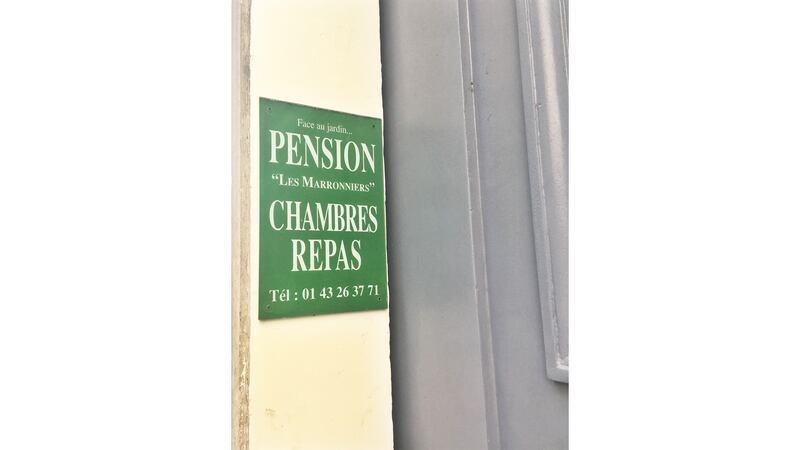 Face au jardin...
PENSION
“LES MARRONNIERS”
CHAMBRES
REPAS
Tél : 01 43 26 37 71